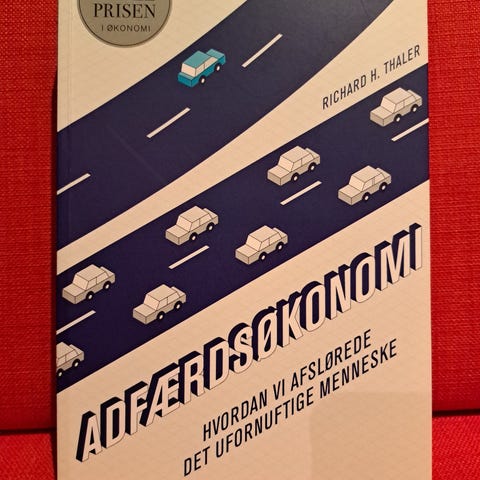 PRISEN
I ØKONOMI
RICHARD H. THALER
ADFÆRDSØKONOMI
HVORDAN VI AFSLØREDE
DET UFORNUFTIGE MENNESKE